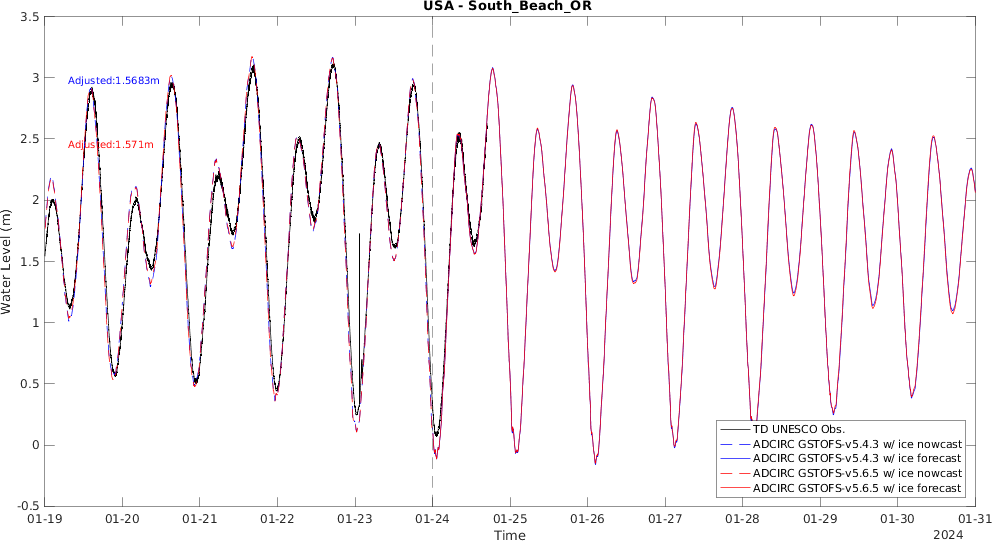 USA - South_Beach_OR
3.5
3
2.5
2
1.5
1
0.5
0
-0.5
Water Level (m)
Adjusted:1.5683m
Adjusted:1.571m
TD UNESCO Obs.
ADCIRC GSTOFS-v5.4.3 w/ ice nowcast
ADCIRC GSTOFS-v5.4.3 w/ ice forecast
ADCIRC GSTOFS-v5.6.5 w/ ice nowcast
ADCIRC GSTOFS-v5.6.5 w/ ice forecast
01-19 01-20 01-21 01-22 01-23 01-24 01-25 01-26 01-27 01-28 01-29 01-30 01-31
Time
2024